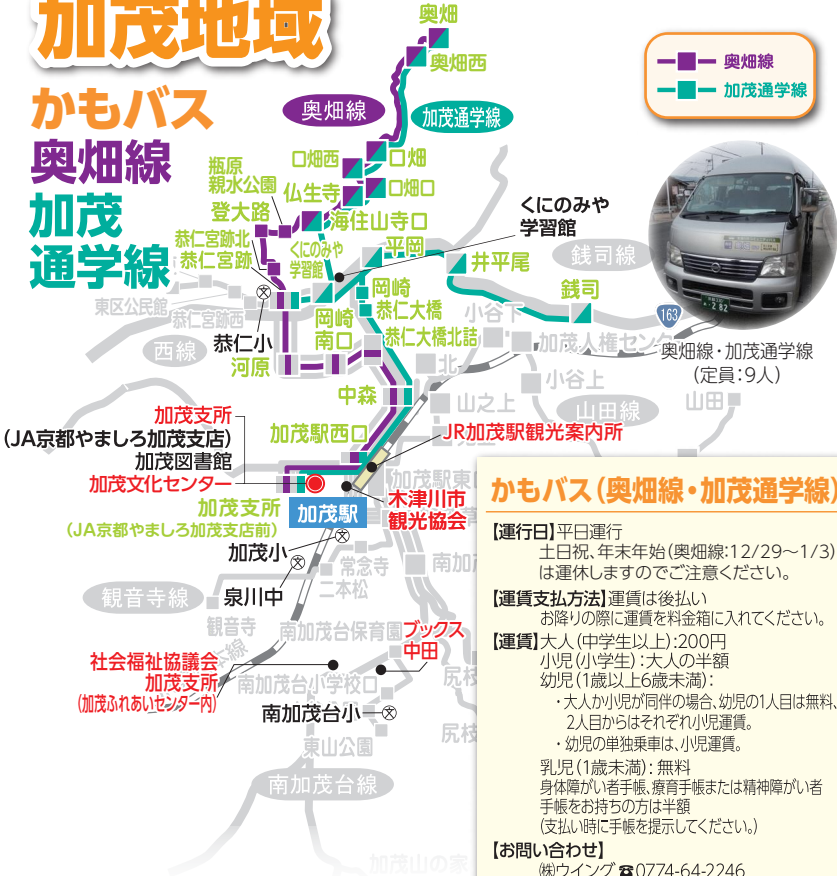 加茂地域
かもバス
奥畑線
加茂
通学線
奥畑線
加茂通学線
奥畑
奥畑西
奥畑線
加茂通学線
口畑西
口畑
瓶原
親水公園
仏生寺
口畑口
登大路
海住山寺口
恭仁宮跡北
恭仁宮跡
くにのみや
学習館
平岡
くにのみや
学習館
井平尾
銭司線
銭司
岡崎
恭仁大橋
小谷下
163
東区公民館
恭仁宮跡西
岡崎
南口
恭仁大橋北詰
加茂人権センタ
西線
恭仁小
河原
北
小谷上
中森
山之上
山田線
山田
奥畑線・加茂通学線
(定員:9人)
加茂支所
(JA京都やましろ加茂支店)
加茂図書館
加茂文化センター
加茂駅西口
JR加茂駅観光案内所
加茂駅東口
加茂支所
(JA京都やましろ加茂支店前)
加茂駅
木津川市
観光協会
加茂小
常念寺
二本松
南加
泉川中
観音寺線
観音寺
南加茂台保育園
ブックス
中田
社会福祉協議会
加茂支所
(加茂ふれあいセンター内)
南加茂台小学校口
尻枝
南加茂台小
東山公園
尻枝
南加茂台線
加茂山の家
かもバス(奥畑線・加茂通学線)
【運行日】平日運行
土日祝、年末年始(奥畑線:12/29〜1/3)
は運休しますのでご注意ください。
【運賃支払方法】運賃は後払い
お降りの際に運賃を料金箱に入れてください。
【運賃】大人(中学生以上):200円
小児(小学生):大人の半額
幼児(1歳以上6歳未満):
・大人か小児が同伴の場合、幼児の1人目は無料、
2人目からはそれぞれ小児運賃。
・幼児の単独乗車は、小児運賃。
乳児(1歳未満):無料
身体障がい者手帳、療育手帳または精神障がい者
手帳をお持ちの方は半額
(支払い時に手帳を提示してください。)
【お問い合わせ】
㈱ウイング☎0774-64-2246